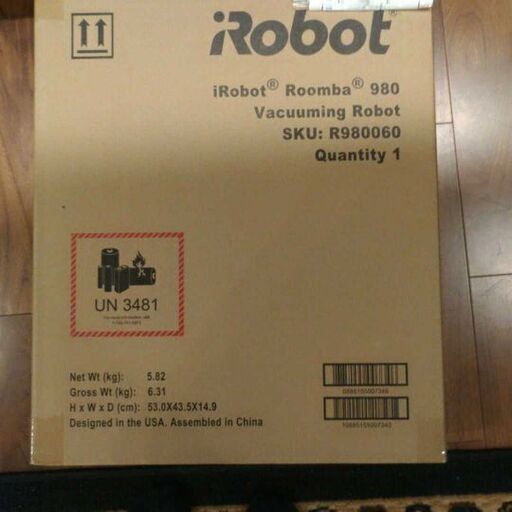 iRobot®
iRobot® Roomba® 980
Vacuuming Robot
SKU: R980060
Quantity 1
UN 3481
Net Wt (kg): 5.82
Gross Wt (kg): 6.31
H x W x D (cm): 53.0X43.5X14.9
Designed in the USA. Assembled in China